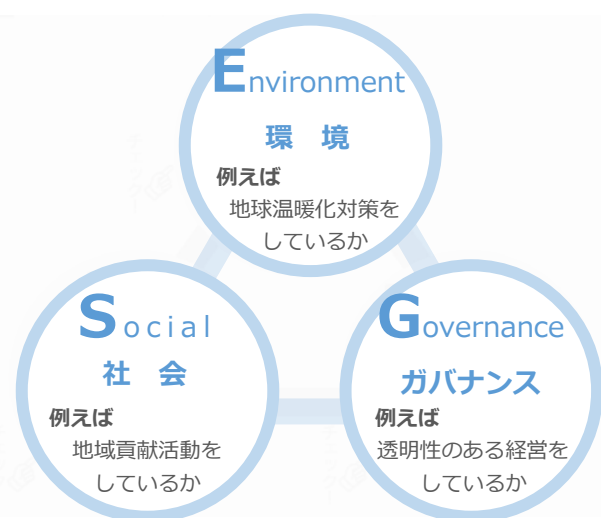 Environment
環 境
例えば
地球温暖化対策を
しているか
Social
社 会
例えば
地域貢献活動を
しているか
Governance
ガバナンス
例えば
透明性のある経営を
しているか